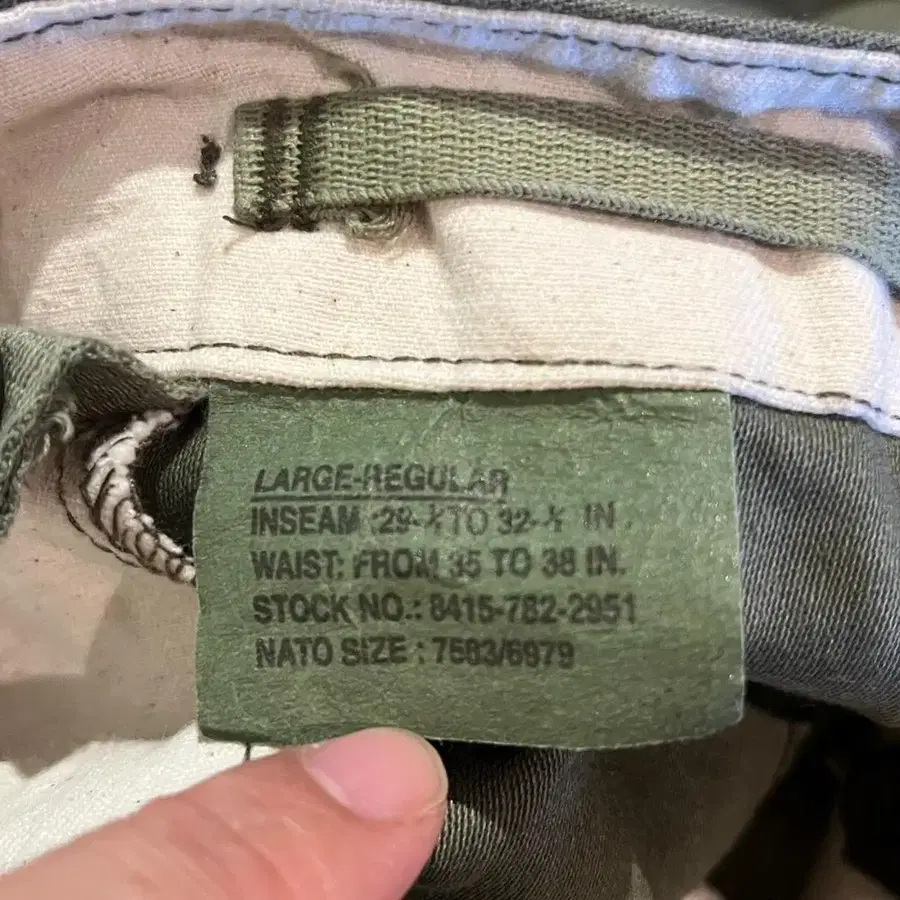 LARGE-REGULAR
INSEAM :29-½ TO 32-½ IN.
WAIST: FROM 35 TO 38 IN.
STOCK NO.: 8415-782-2951
NATO SIZE : 7583/6979